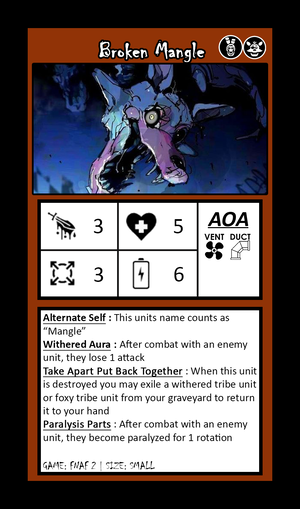 Broken Mangle
3
5
AOA
VENT DUCT
3
6
Alternate Self : This units name counts as
"Mangle"
Withered Aura : After combat with an enemy
unit, they lose 1 attack
Take Apart Put Back Together : When this unit
is destroyed you may exile a withered tribe unit
or foxy tribe unit from your graveyard to return
it to your hand
Paralysis Parts : After combat with an enemy
unit, they become paralyzed for 1 rotation
GAME; FNAF 2 | SIZE; SMALL